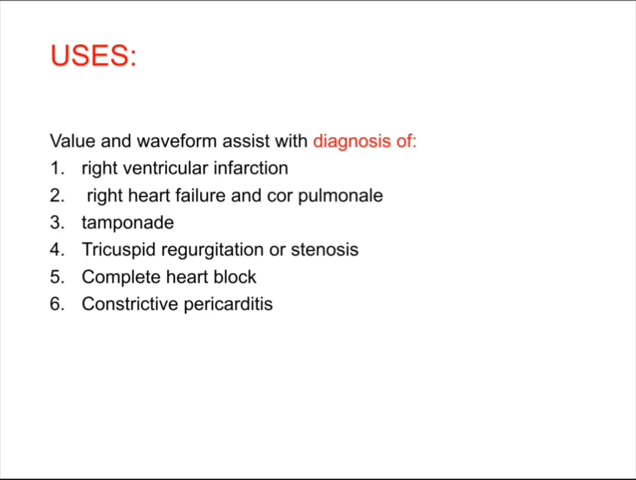 USES:
Value and waveform assist with diagnosis of:
1. right ventricular infarction
2. right heart failure and cor pulmonale
3. tamponade
4. Tricuspid regurgitation or stenosis
5. Complete heart block
6. Constrictive pericarditis